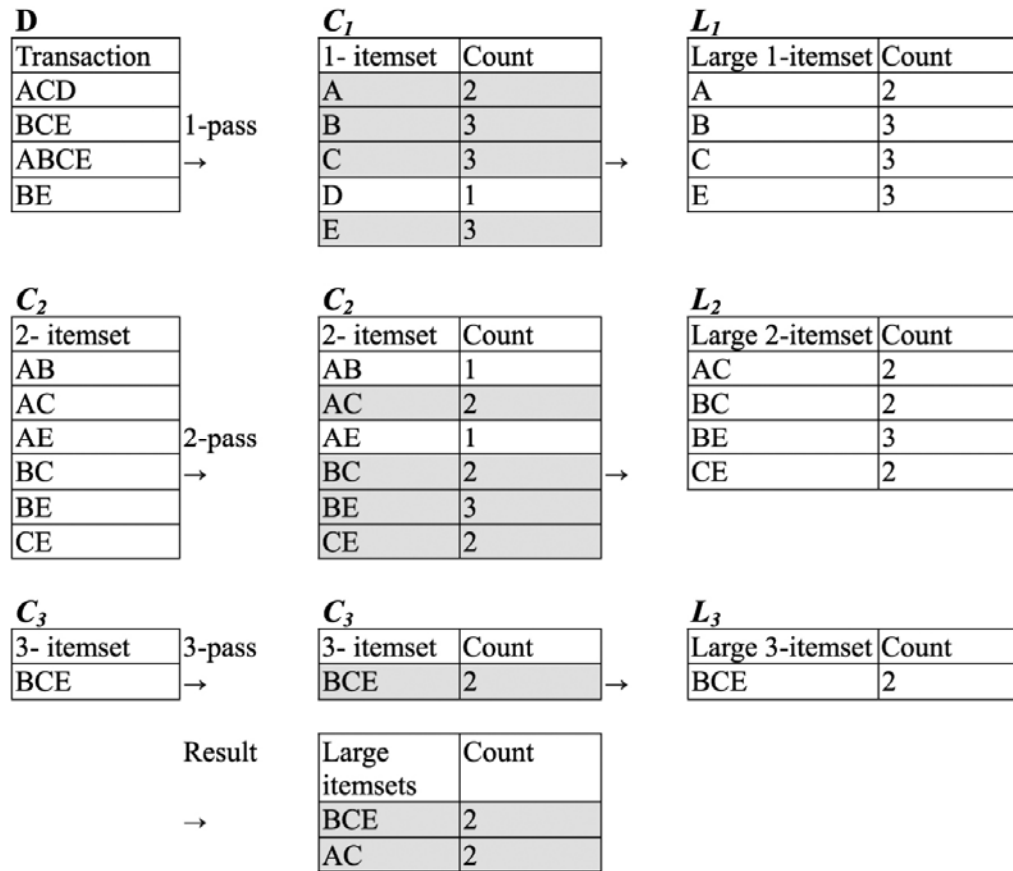 D C₁ L₁
Transaction 1- itemset Count Large 1-itemset Count
ACD A 2 A 2
BCE 1-pass B 3 B 3
ABCE → C 3 → C 3
BE D 1 E 3
E 3
C₂ C₂ L₂
2- itemset 2- itemset Count Large 2-itemset Count
AB AB 1 AC 2
AC AC 2 BC 2
AE 2-pass AE 1 BE 3
BC → BC 2 → CE 2
BE BE 3
CE CE 2
C₃ C₃ L₃
3- itemset 3-pass 3- itemset Count Large 3-itemset Count
BCE → BCE 2 → BCE 2
Result Large Count
itemsets
→ BCE 2
AC 2